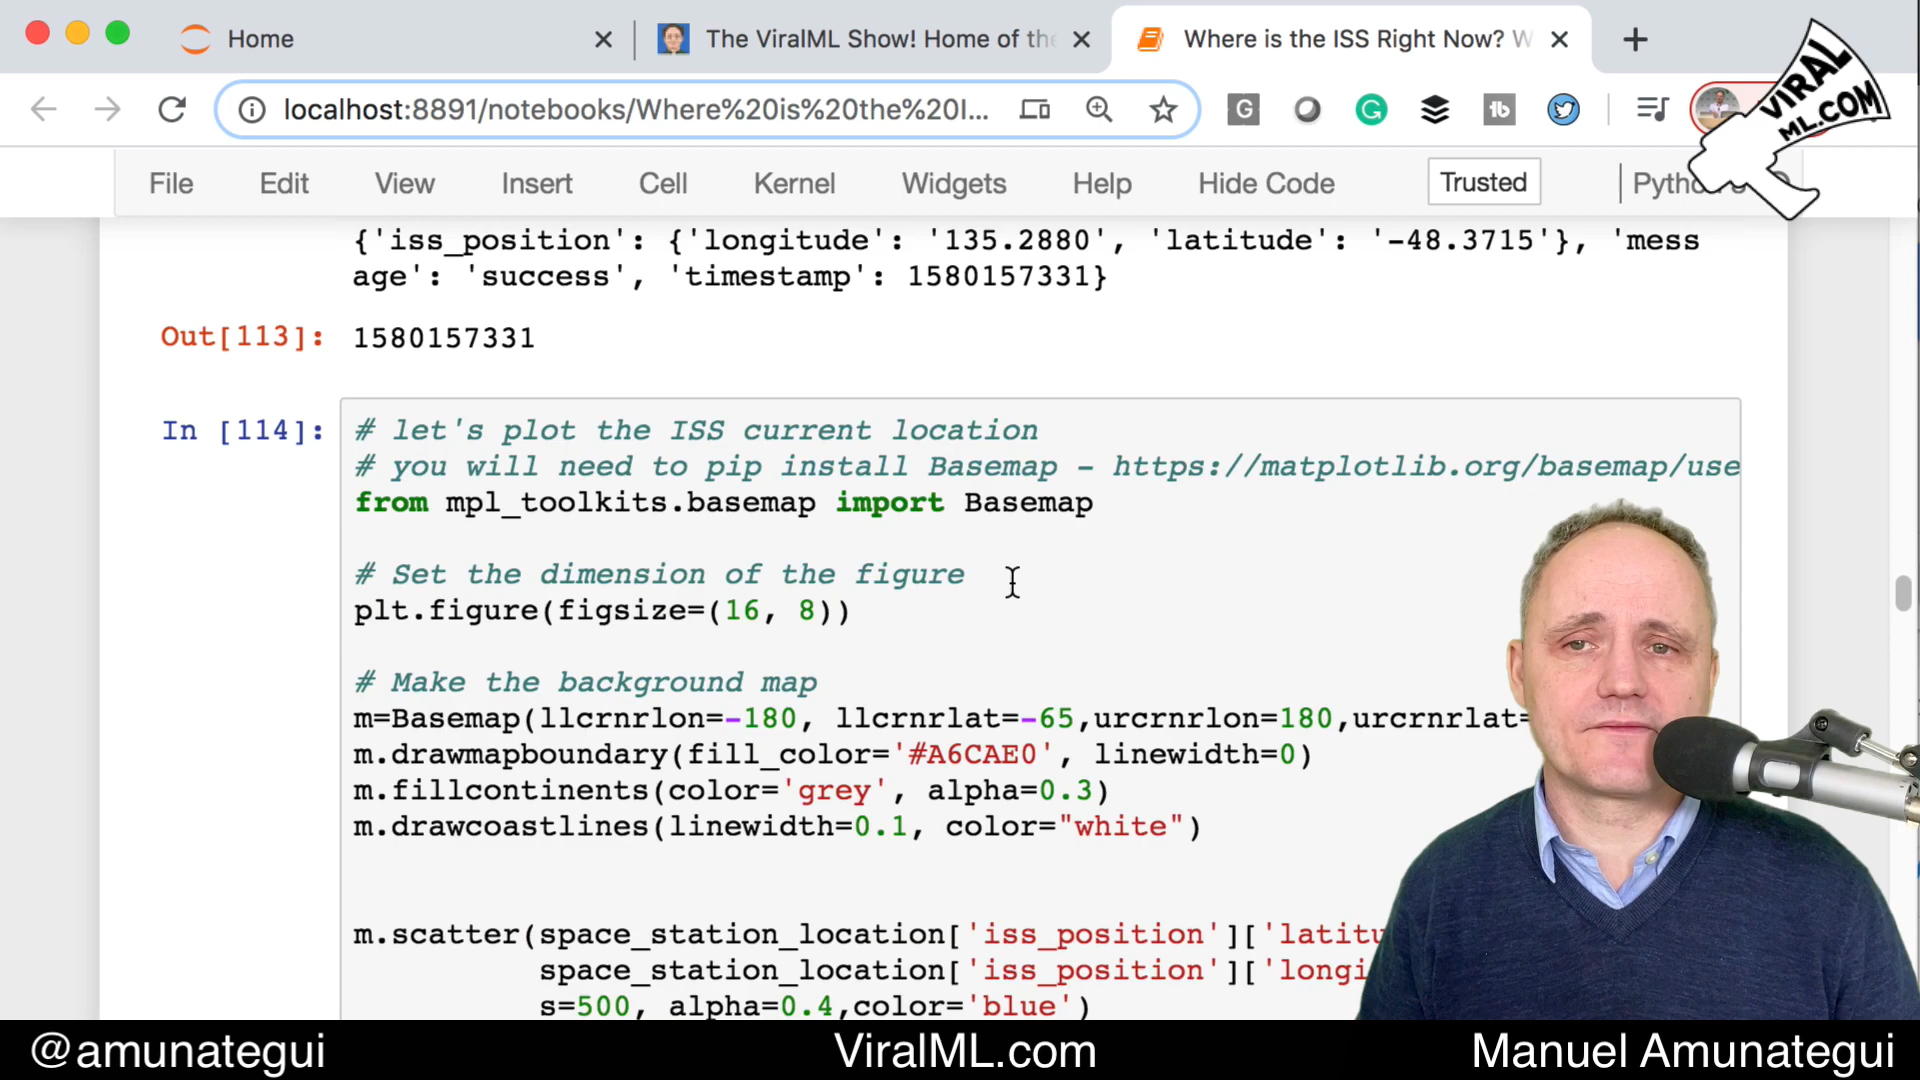 Home
The ViralML Show! Home of the
Where is the ISS Right Now? W
localhost:8891/notebooks/Where%20is%20the%20I...
G
G
tb
VIRAL
ML.COM
File Edit View Insert Cell Kernel Widgets Help Hide Code Trusted
{'iss_position': {'longitude': '135.2880', 'latitude': '-48.3715'}, 'mess
age': 'success', 'timestamp': 1580157331}
Out[113]: 1580157331
In [114]: # let's plot the ISS current location
# you will need to pip install Basemap - https://matplotlib.org/basemap/use
from mpl_toolkits.basemap import Basemap
# Set the dimension of the figure
plt.figure(figsize=(16, 8))
# Make the background map
m=Basemap(llcrnrlon=-180, llcrnrlat=-65,urcrnrlon=180,urcrnrlat=
m.drawmapboundary(fill_color='#A6CAE0', linewidth=0)
m.fillcontinents(color='grey', alpha=0.3)
m.drawcoastlines(linewidth=0.1, color="white")
m.scatter(space_station_location['iss_position']['latitu
space_station_location['iss_position']['longi
s=500, alpha=0.4,color='blue')
@amunategui ViralML.com Manuel Amunategui